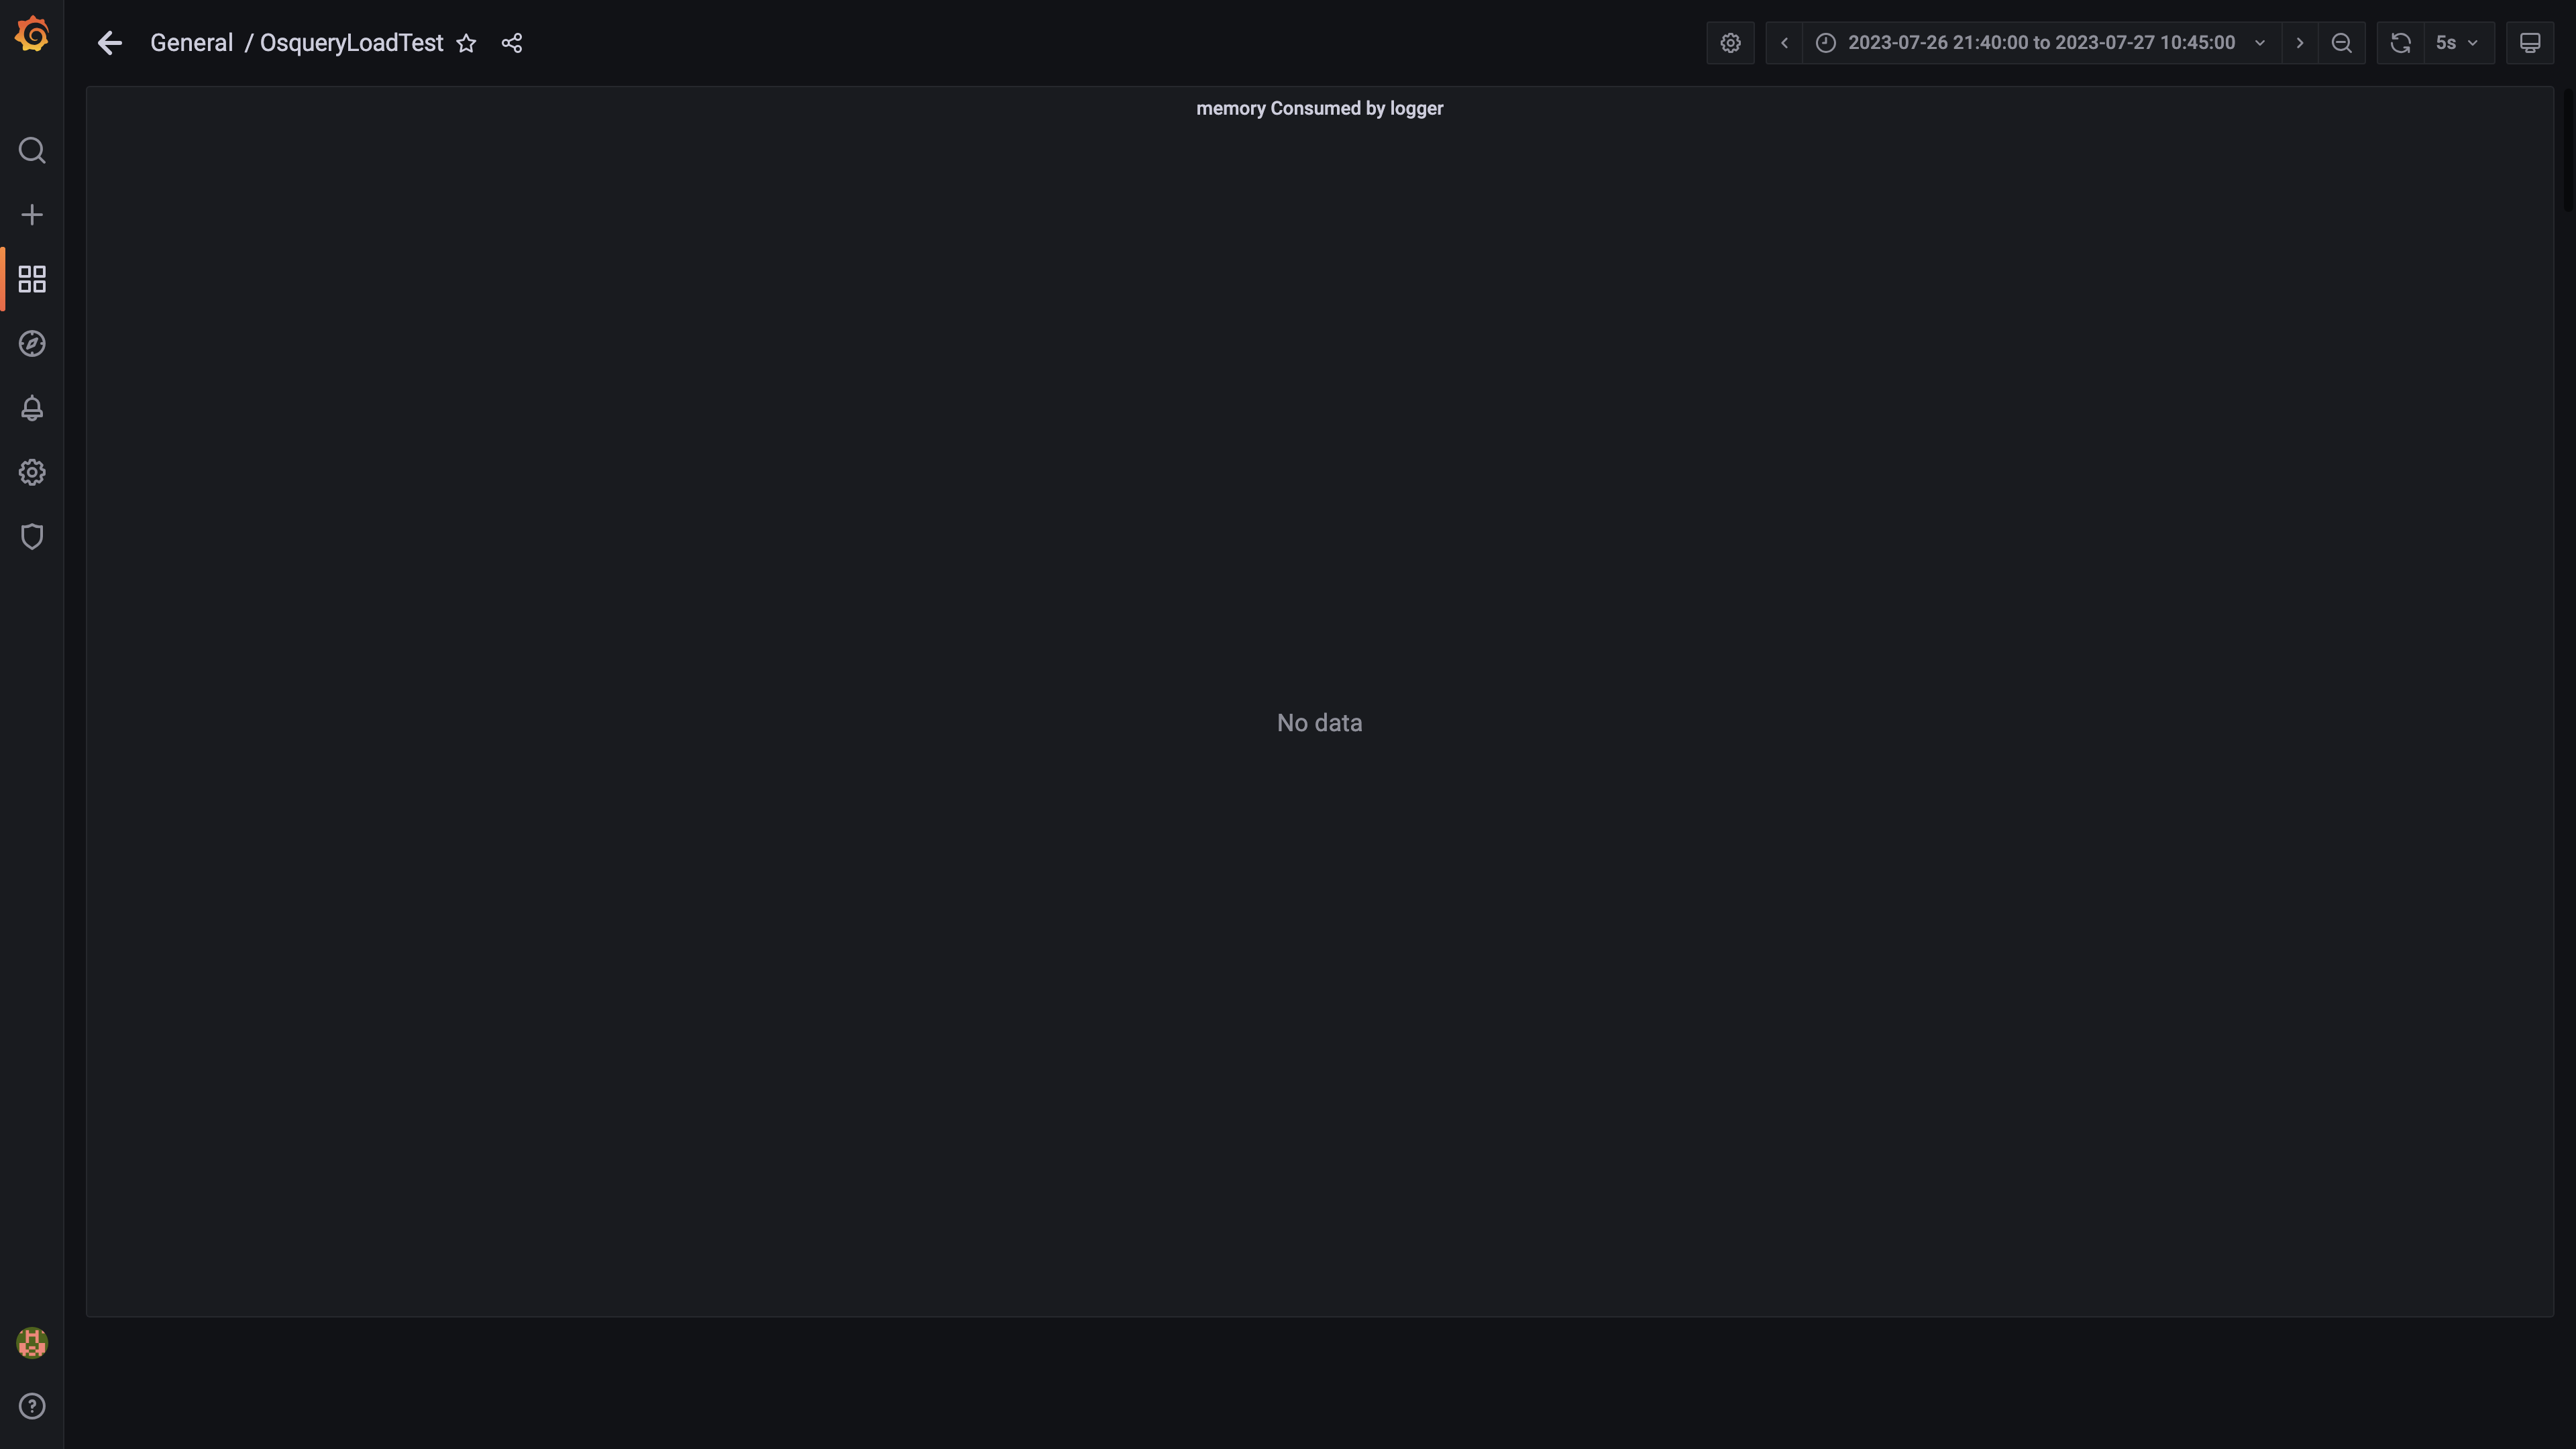 General / OsqueryLoadTest
2023-07-26 21:40:00 to 2023-07-27 10:45:00
5s
memory Consumed by logger
No data